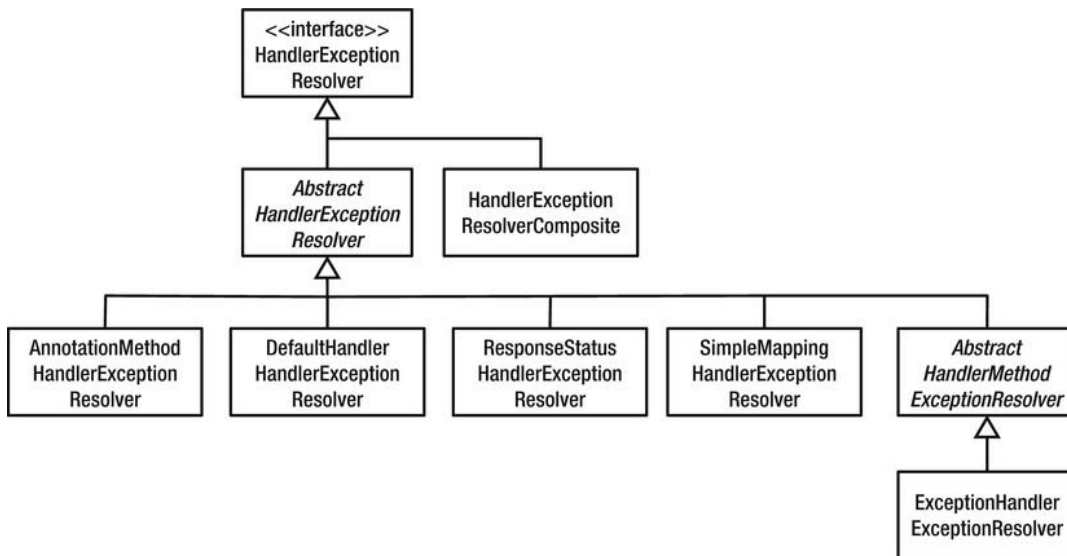 <<interface>>
HandlerException
Resolver
Abstract
HandlerException
Resolver
HandlerException
ResolverComposite
AnnotationMethod
HandlerException
Resolver
DefaultHandler
HandlerException
Resolver
ResponseStatus
HandlerException
Resolver
SimpleMapping
HandlerException
Resolver
Abstract
HandlerMethod
ExceptionResolver
ExceptionHandler
ExceptionResolver